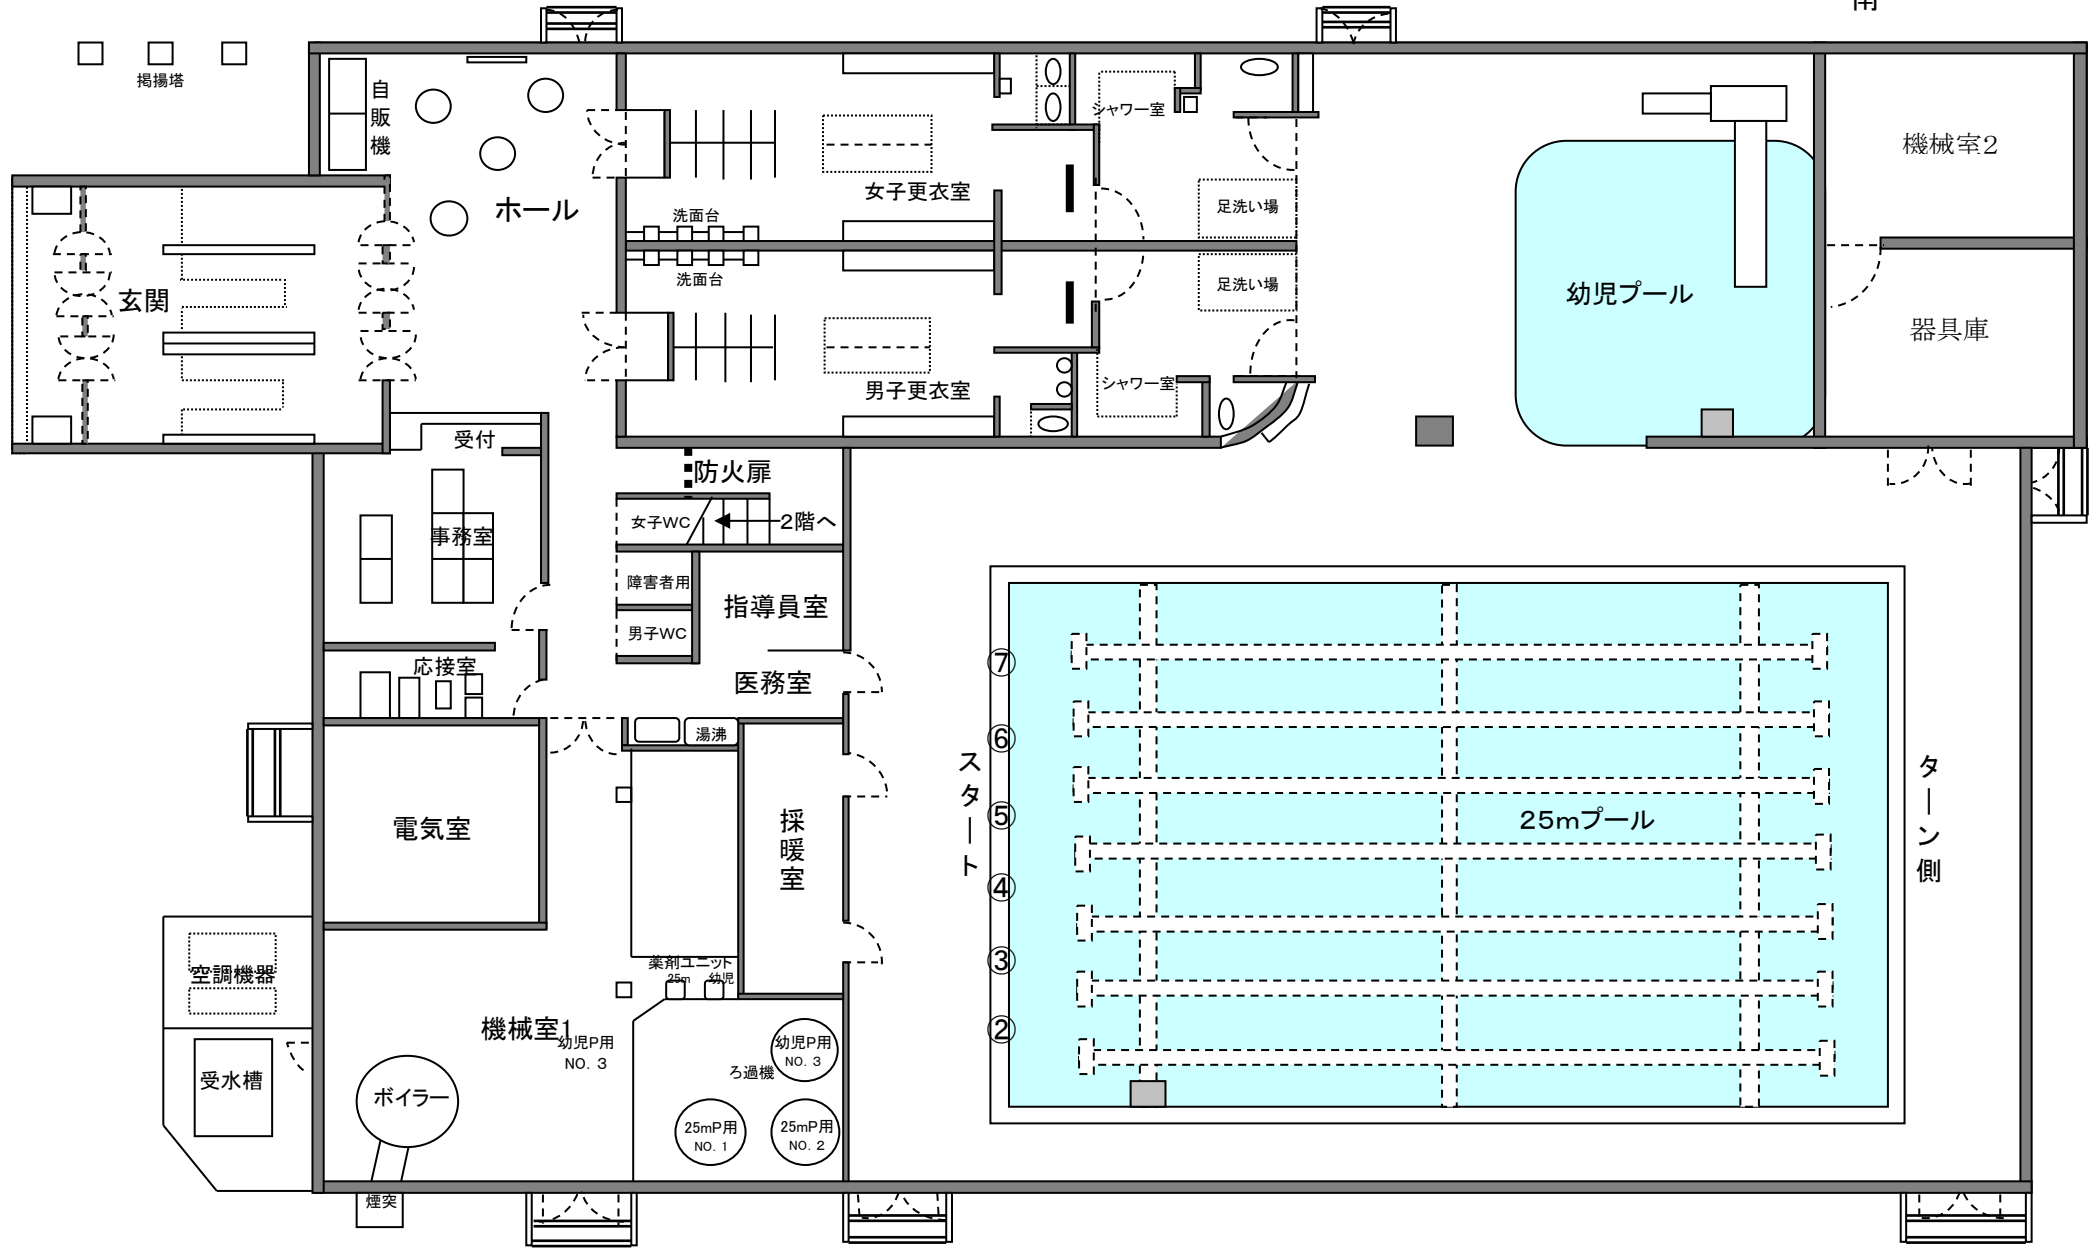 南
掲揚塔
自販機
ホール
玄関
洗面台
洗面台
女子更衣室
男子更衣室
シャワー室
シャワー室
足洗い場
足洗い場
幼児プール
機械室2
器具庫
受付
事務室
応接室
防火扉
女子WC
2階へ
障害者用
男子WC
指導員室
医務室
湯沸
電気室
採暖室
空調機器
受水槽
薬剤ユニット
25m 幼児
機械室1
幼児P用
NO. 3
ボイラー
煙突
ろ過機
幼児P用
NO. 3
25mP用
NO. 1
25mP用
NO. 2
スタート
⑦
⑥
⑤
④
③
②
25mプール
ターン側